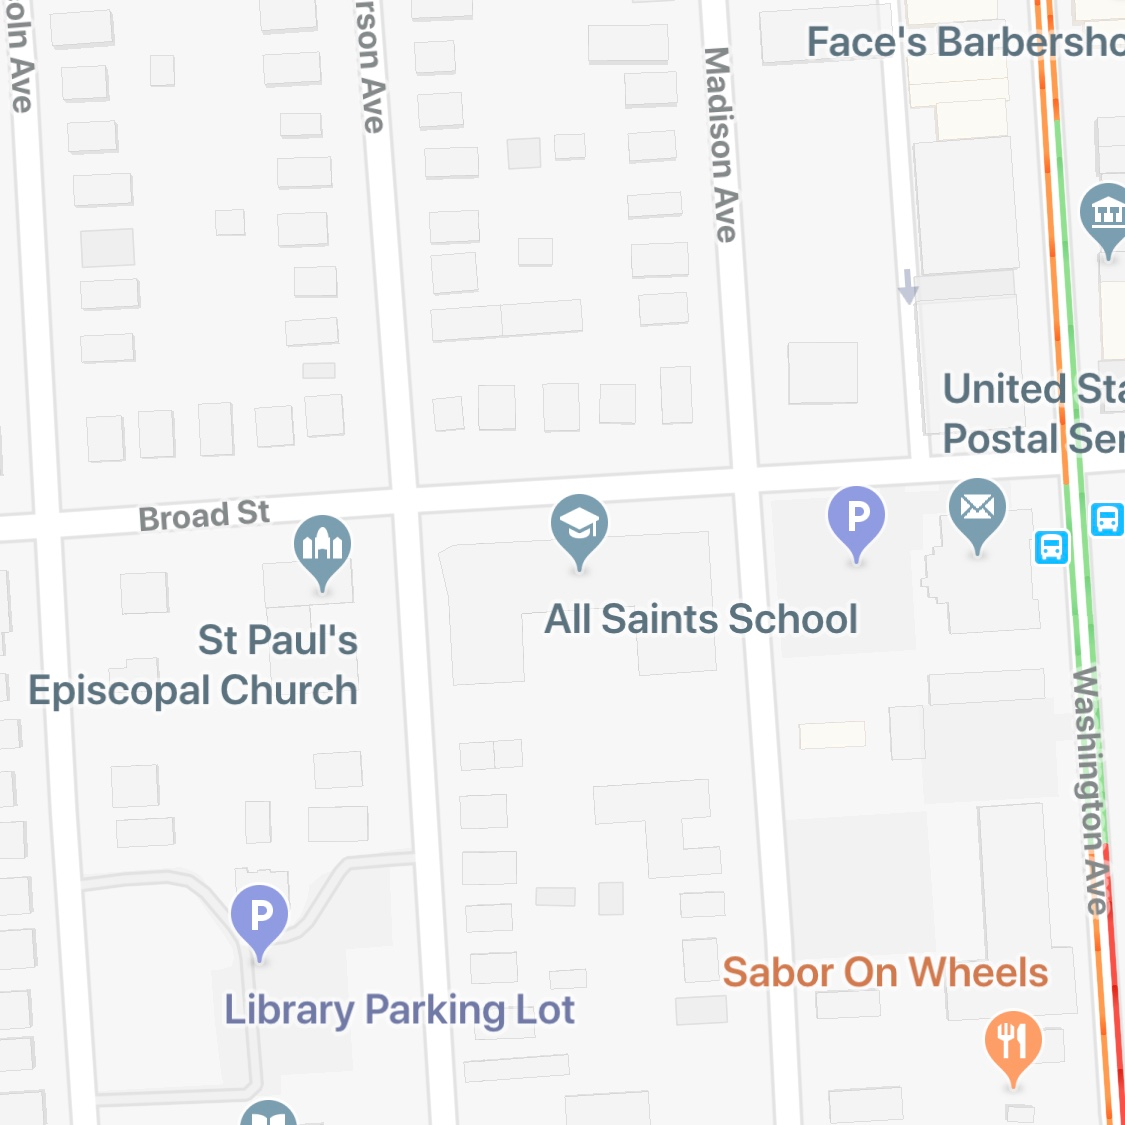 oln Ave
rson Ave
Madison Ave
Face's Barbersho
United Sta
Postal Ser
Broad St
P
St Paul's
Episcopal Church
All Saints School
Washington Ave
P
Library Parking Lot
Sabor On Wheels